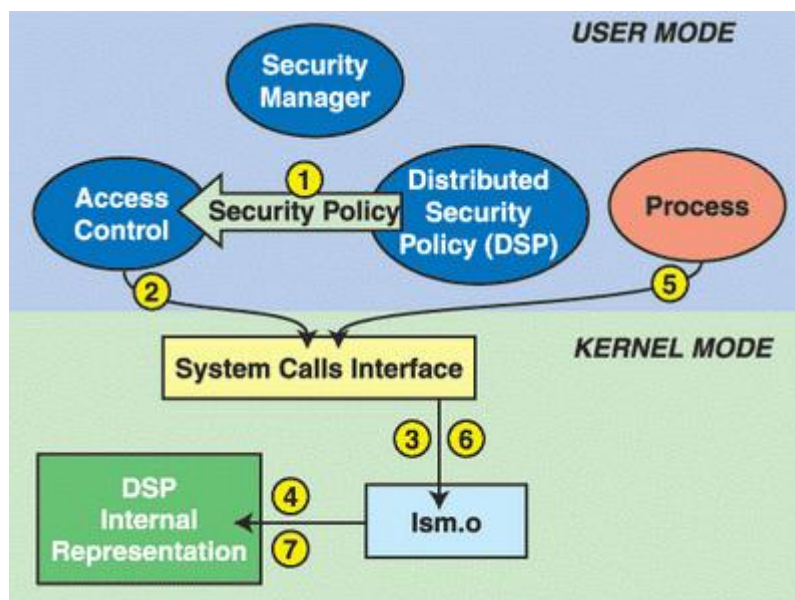 USER MODE
Security
Manager
1
Access
Control
Security Policy
Distributed
Security
Policy (DSP)
Process
2
5
KERNEL MODE
System Calls Interface
3
6
DSP
Internal
Representation
4
7
lsm.o